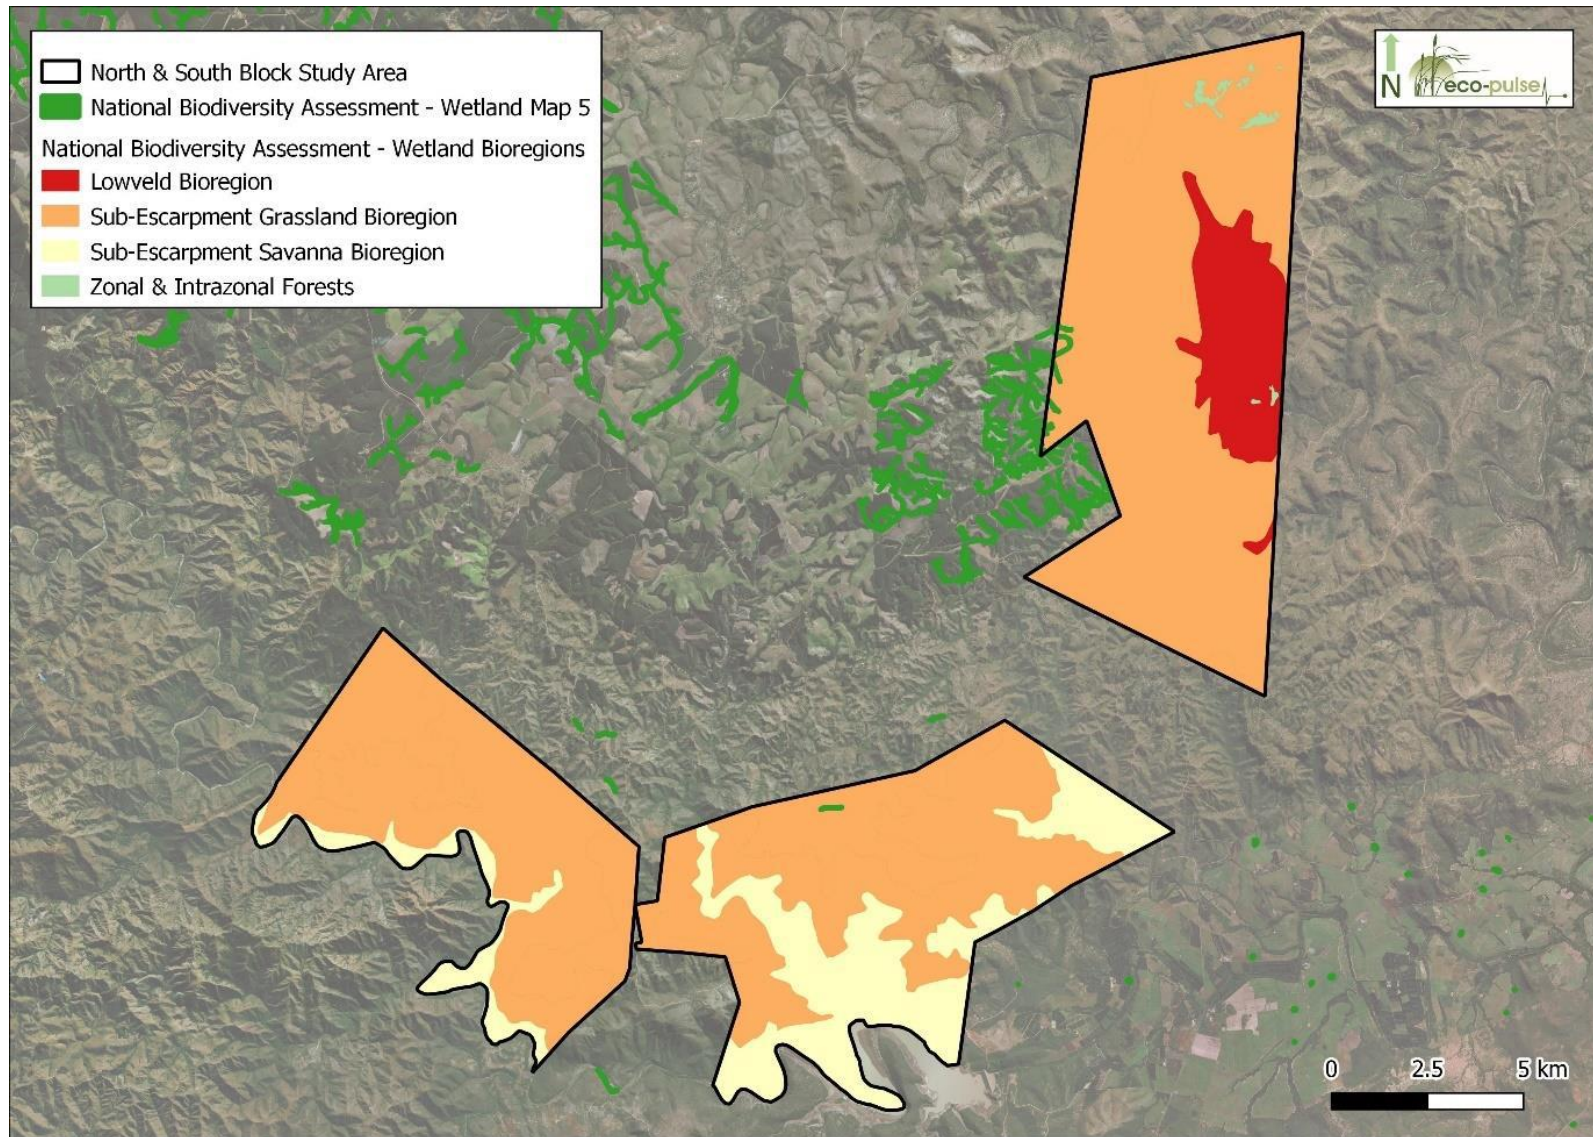 North & South Block Study Area
National Biodiversity Assessment - Wetland Map 5
National Biodiversity Assessment - Wetland Bioregions
Lowveld Bioregion
Sub-Escarpment Grassland Bioregion
Sub-Escarpment Savanna Bioregion
Zonal & Intrazonal Forests
N
eco-pulse
0 2.5 5 km